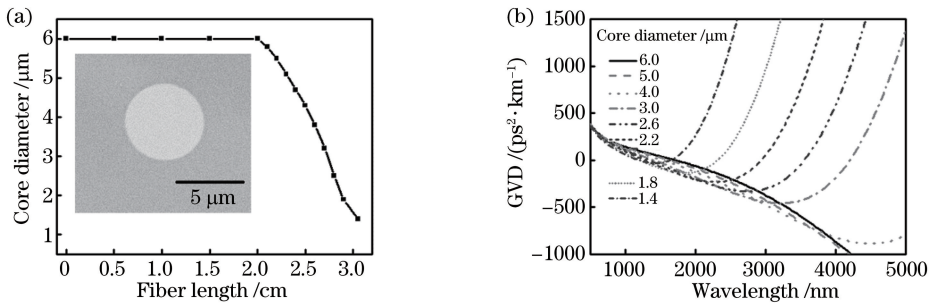 (a)
6
5
4
3
2
1
Core diameter /μm
5 μm
0 0.5 1.0 1.5 2.0 2.5 3.0
Fiber length /cm
(b)
1500
1000
500
0
−500
−1000
GVD /(ps²·km⁻¹)
Core diameter /μm
6.0
5.0
4.0
3.0
2.6
2.2
1.8
1.4
1000 2000 3000 4000 5000
Wavelength /nm